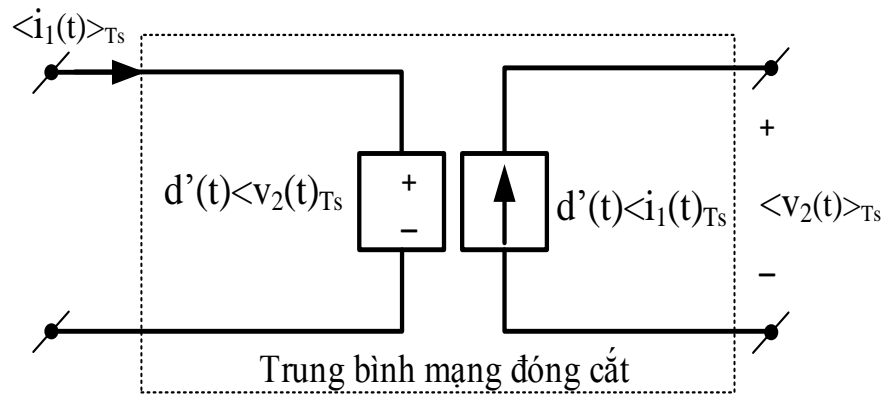 <i₁(t)>Ts
d’(t)<v₂(t)Ts
+
−
d’(t)<i₁(t)Ts
+
<v₂(t)>Ts
−
Trung bình mạng đóng cắt